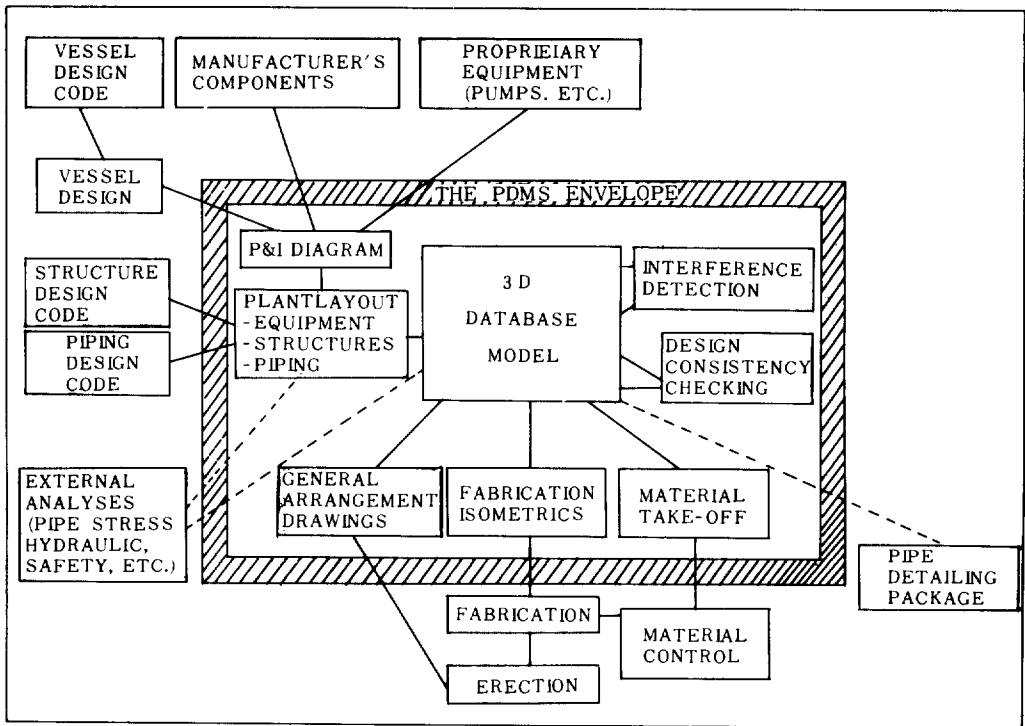 VESSEL
DESIGN
CODE
MANUFACTURER'S
COMPONENTS
PROPRIEIARY
EQUIPMENT
(PUMPS. ETC.)
VESSEL
DESIGN
THE PDMS ENVELOPE
P&I DIAGRAM
STRUCTURE
DESIGN
CODE
PLANTLAYOUT
-EQUIPMENT
-STRUCTURES
-PIPING
3D
DATABASE
MODEL
INTERFERENCE
DETECTION
PIPING
DESIGN
CODE
DESIGN
CONSISTENCY
CHECKING
EXTERNAL
ANALYSES
(PIPE STRESS
HYDRAULIC,
SAFETY, ETC.)
GENERAL
ARRANGEMENT
DRAWINGS
FABRICATION
ISOMETRICS
MATERIAL
TAKE-OFF
PIPE
DETAILING
PACKAGE
FABRICATION
MATERIAL
CONTROL
ERECTION